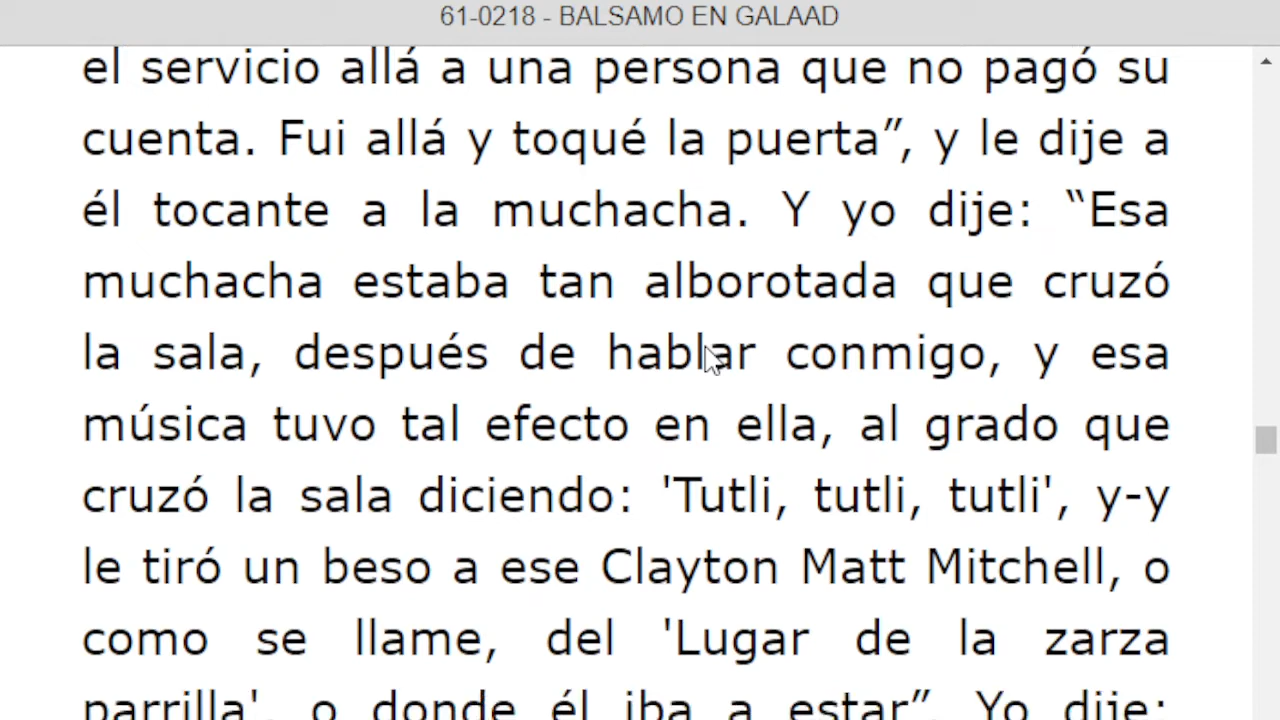 61-0218 - BALSAMO EN GALAAD
el servicio allá a una persona que no pagó su
cuenta. Fui allá y toqué la puerta”, y le dije a
él tocante a la muchacha. Y yo dije: “Esa
muchacha estaba tan alborotada que cruzó
la sala, después de hablar conmigo, y esa
música tuvo tal efecto en ella, al grado que
cruzó la sala diciendo: 'Tutli, tutli, tutli', y-y
le tiró un beso a ese Clayton Matt Mitchell, o
como se llame, del 'Lugar de la zarza
parrilla', o donde él iba a estar”. Yo dije: